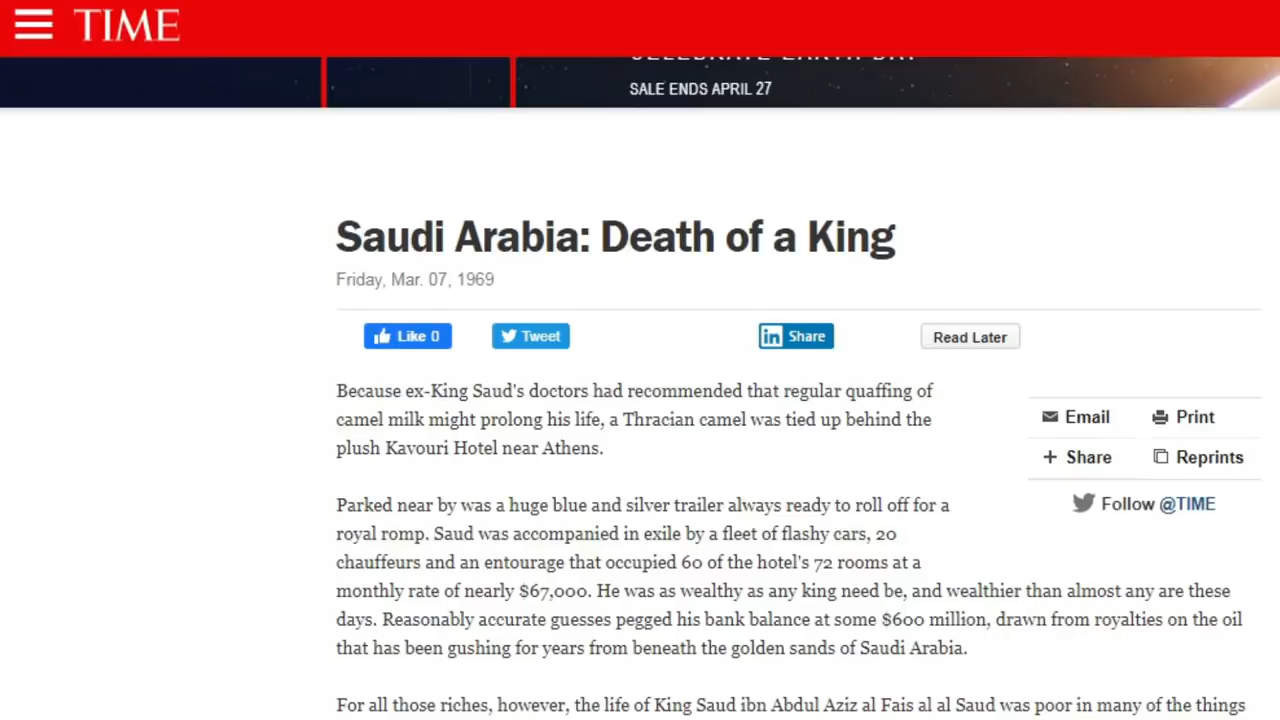 TIME
CELEBRATE EARTH DAY
SALE ENDS APRIL 27
Saudi Arabia: Death of a King
Friday, Mar. 07, 1969
Like 0
Tweet
Share
Read Later
Because ex-King Saud's doctors had recommended that regular quaffing of
camel milk might prolong his life, a Thracian camel was tied up behind the
plush Kavouri Hotel near Athens.
Email
Print
Share
Reprints
Follow @TIME
Parked near by was a huge blue and silver trailer always ready to roll off for a
royal romp. Saud was accompanied in exile by a fleet of flashy cars, 20
chauffeurs and an entourage that occupied 60 of the hotel's 72 rooms at a
monthly rate of nearly $67,000. He was as wealthy as any king need be, and wealthier than almost any are these
days. Reasonably accurate guesses pegged his bank balance at some $600 million, drawn from royalties on the oil
that has been gushing for years from beneath the golden sands of Saudi Arabia.
For all those riches, however, the life of King Saud ibn Abdul Aziz al Fais al al Saud was poor in many of the things